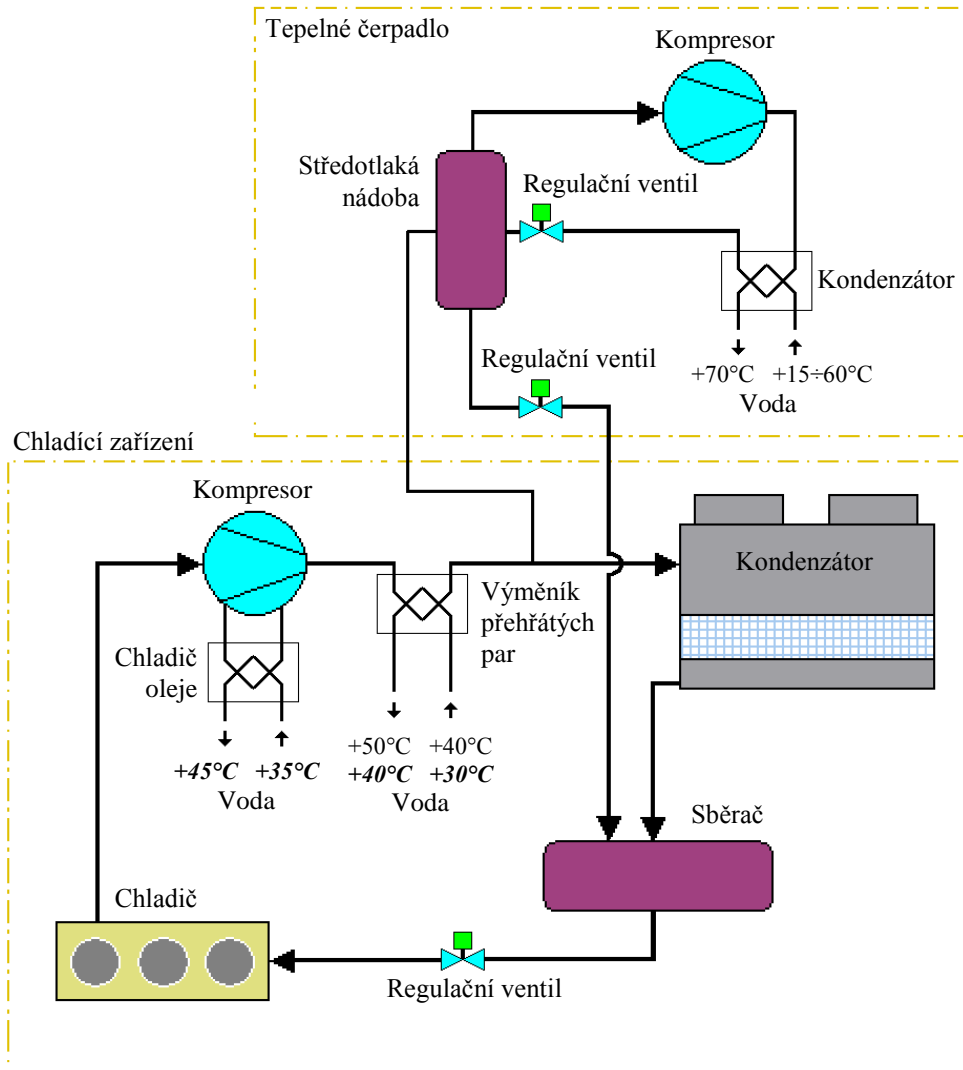 Tepelné čerpadlo
Kompresor
Středotlaká
nádoba
Regulační ventil
Kondenzátor
Regulační ventil
+70°C +15÷60°C
Voda
Chladící zařízení
Kompresor
Kondenzátor
Výměník
přehřátých
par
Chladič
oleje
+50°C +40°C
+45°C +35°C
+40°C +30°C
Voda
Voda
Sběrač
Chladič
Regulační ventil